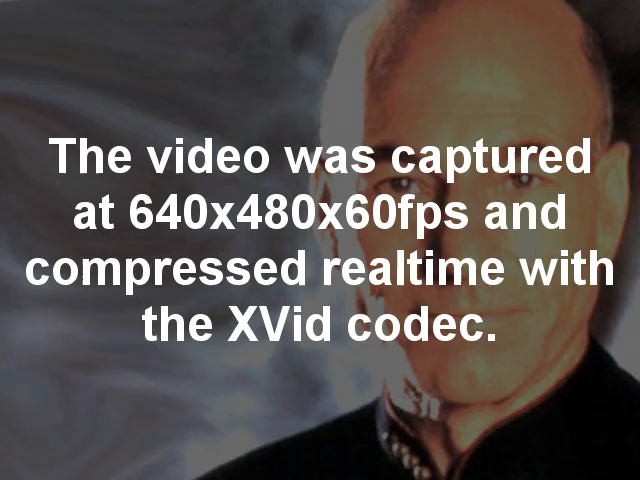 The video was captured
at 640x480x60fps and
compressed realtime with
the XVid codec.